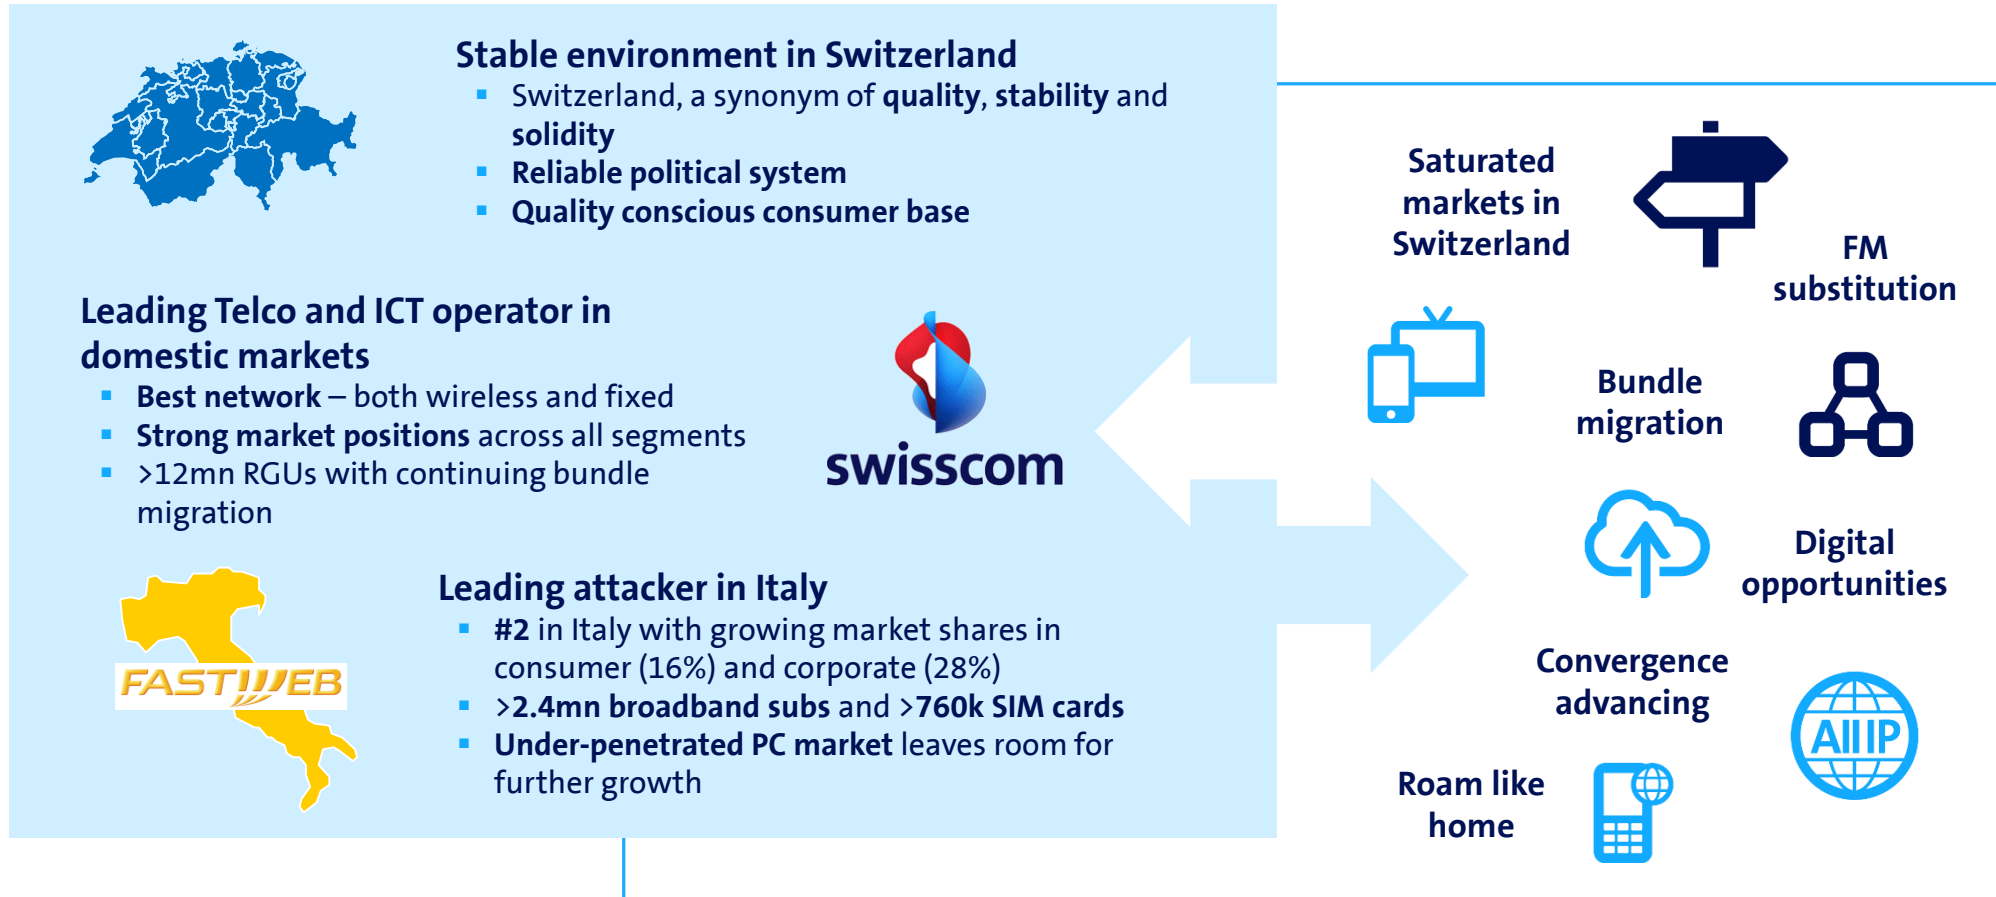 Stable environment in Switzerland
▪ Switzerland, a synonym of quality, stability and
solidity
▪ Reliable political system
▪ Quality conscious consumer base
Leading Telco and ICT operator in
domestic markets
▪ Best network – both wireless and fixed
▪ Strong market positions across all segments
▪ >12mn RGUs with continuing bundle
migration
swisscom
FASTWEB
Leading attacker in Italy
▪ #2 in Italy with growing market shares in
consumer (16%) and corporate (28%)
▪ >2.4mn broadband subs and >760k SIM cards
▪ Under-penetrated PC market leaves room for
further growth
Saturated
markets in
Switzerland
FM
substitution
Bundle
migration
Digital
opportunities
Convergence
advancing
All IP
Roam like
home